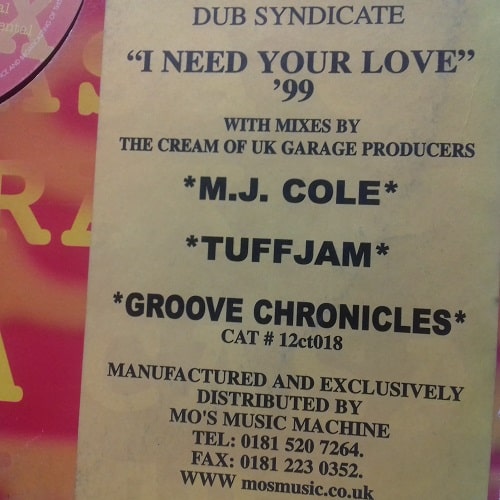 DUB SYNDICATE
“I NEED YOUR LOVE”
’99
WITH MIXES BY
THE CREAM OF UK GARAGE PRODUCERS
*M.J. COLE*
*TUFFJAM*
*GROOVE CHRONICLES*
CAT # 12ct018
MANUFACTURED AND EXCLUSIVELY
DISTRIBUTED BY
MO'S MUSIC MACHINE
TEL: 0181 520 7264.
FAX: 0181 223 0352.
WWW mosmusic.co.uk